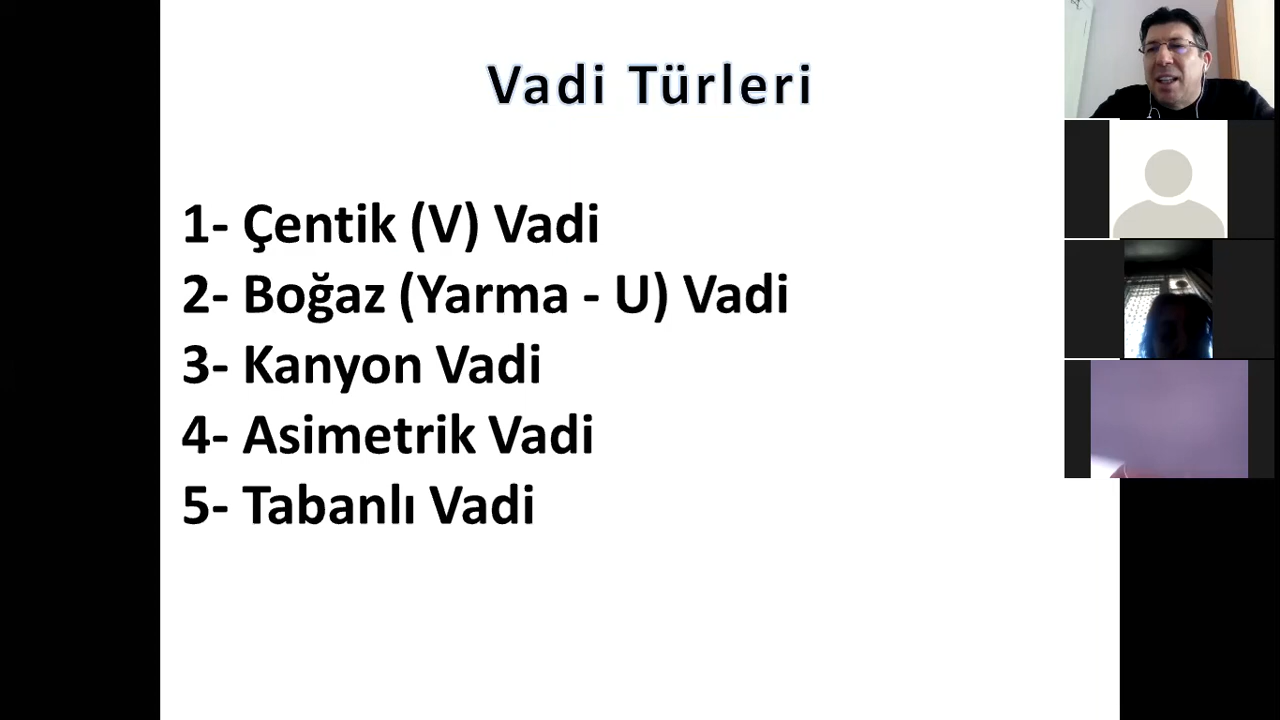 Vadi Türleri
1- Çentik (V) Vadi
2- Boğaz (Yarma - U) Vadi
3- Kanyon Vadi
4- Asimetrik Vadi
5- Tabanlı Vadi